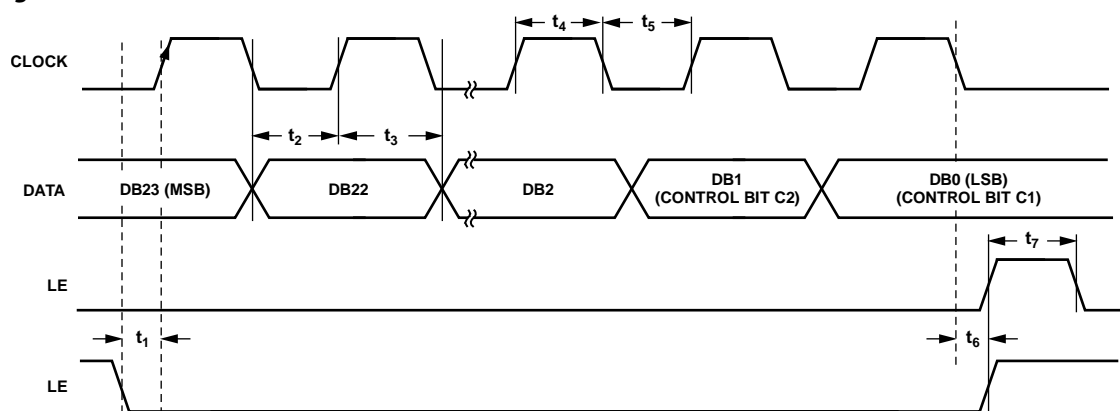 t4
t5
CLOCK
t2
t3
DATA
DB23 (MSB)
DB22
DB2
DB1
(CONTROL BIT C2)
DB0 (LSB)
(CONTROL BIT C1)
t7
LE
t1
t6
LE